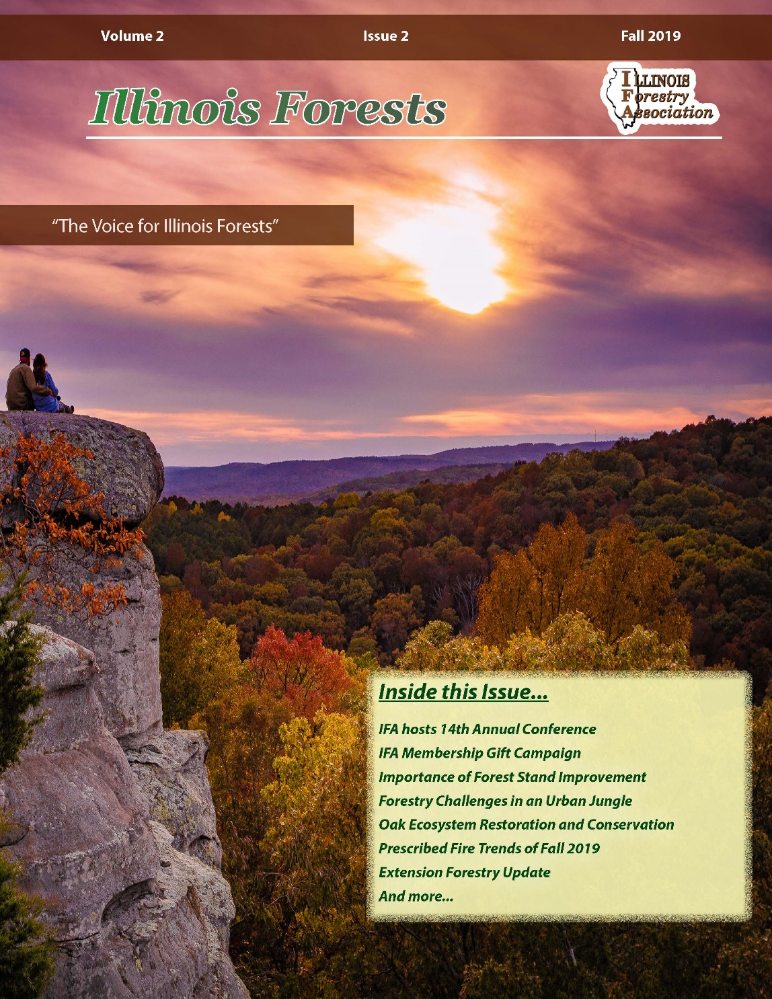 Volume 2
Issue 2
Fall 2019
Illinois Forests
ILLINOIS
Forestry
Association
“The Voice for Illinois Forests”
Inside this Issue...
IFA hosts 14th Annual Conference
IFA Membership Gift Campaign
Importance of Forest Stand Improvement
Forestry Challenges in an Urban Jungle
Oak Ecosystem Restoration and Conservation
Prescribed Fire Trends of Fall 2019
Extension Forestry Update
And more...